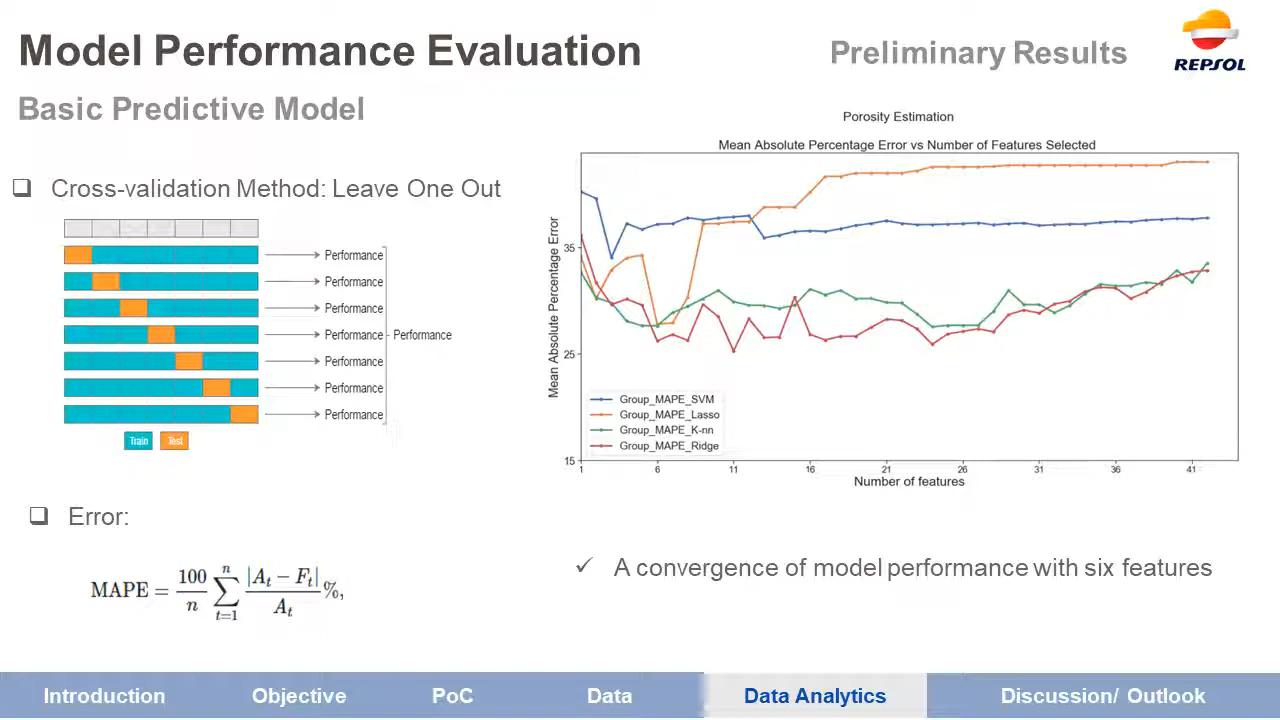 Model Performance Evaluation
Preliminary Results
REPSOL
Basic Predictive Model
❑ Cross-validation Method: Leave One Out
Performance
Performance
Performance
Performance
Performance
Performance
Performance
Performance
Train
Test
Porosity Estimation
Mean Absolute Percentage Error vs Number of Features Selected
Mean Absolute Percentage Error
35
25
15
Group_MAPE_SVM
Group_MAPE_Lasso
Group_MAPE_K-nn
Group_MAPE_Ridge
1 6 11 16 21 26 31 36 41
Number of features
❑ Error:
MAPE = 100/n ∑_{t=1}^{n} |A_t − F_t|/A_t %,
✓ A convergence of model performance with six features
Introduction Objective PoC Data Data Analytics Discussion/ Outlook